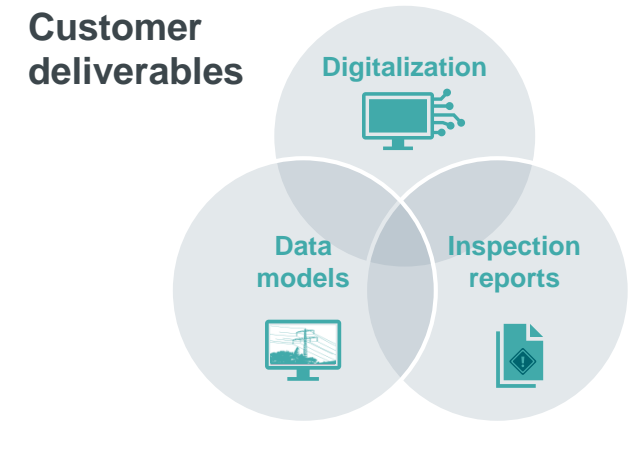 Customer
deliverables
Digitalization
Data
models
Inspection
reports
!